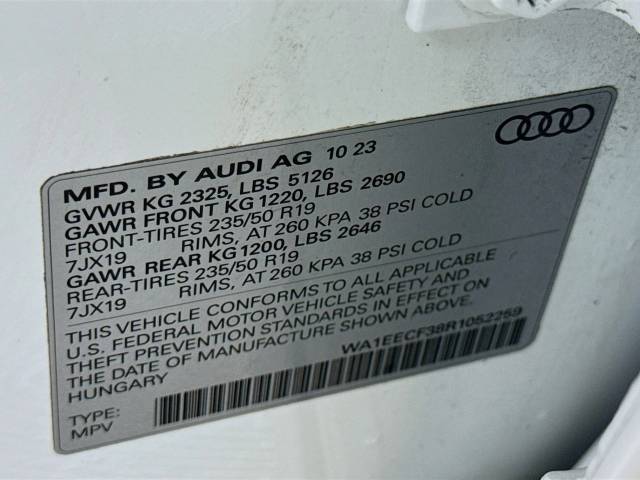 MFD. BY AUDI AG 10 23
GVWR KG 2325, LBS 5126
GAWR FRONT KG 1220, LBS 2690
FRONT-TIRES 235/50 R19
7JX19 RIMS, AT 260 KPA 38 PSI COLD
GAWR REAR KG 1200, LBS 2646
REAR-TIRES 235/50 R19
7JX19 RIMS, AT 260 KPA 38 PSI COLD
THIS VEHICLE CONFORMS TO ALL APPLICABLE
U.S. FEDERAL MOTOR VEHICLE SAFETY AND
THEFT PREVENTION STANDARDS IN EFFECT ON
THE DATE OF MANUFACTURE SHOWN ABOVE.
HUNGARY
WA1EECF38R1052259
TYPE:
MPV